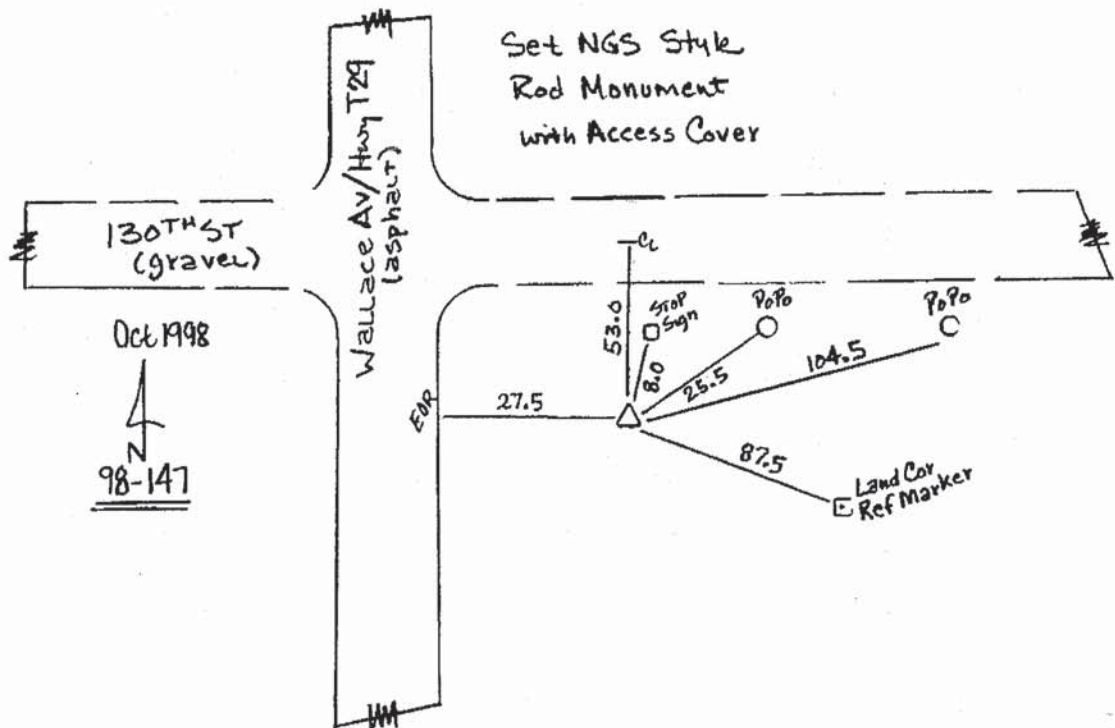 Set NGS Style
Rod Monument
with Access Cover
Wallace Av/Hwy T29
(asphalt)
130TH ST
(gravel)
CL
STOP
Sign
PoPo
PoPo
Oct 1998
53.0
8.0
25.5
104.5
EOR
27.5
N
98-147
87.5
Land Cor
Ref Marker